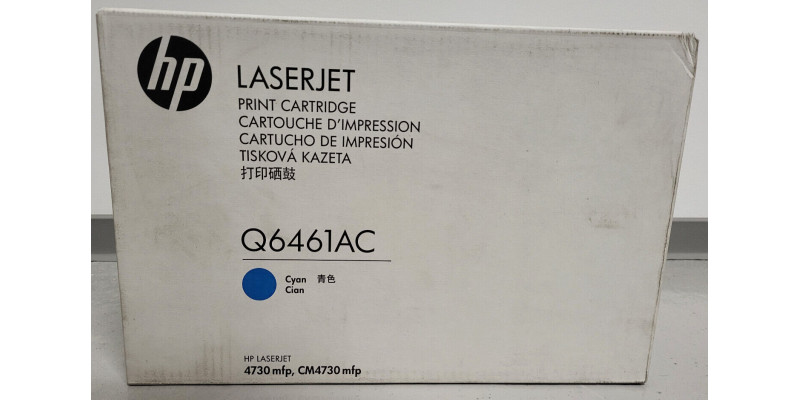 hp
LASERJET
PRINT CARTRIDGE
CARTOUCHE D'IMPRESSION
CARTUCHO DE IMPRESIÓN
TISKOVÁ KAZETA
打印硒鼓
Q6461AC
Cyan 青色
Cian
HP LASERJET
4730 mfp, CM4730 mfp